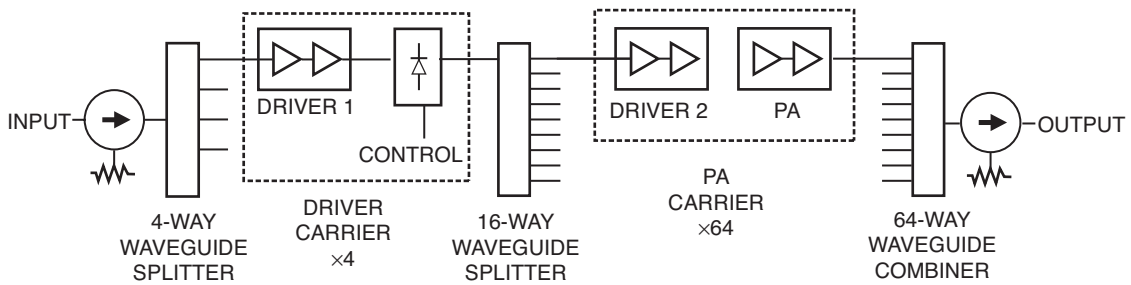 INPUT
4-WAY
WAVEGUIDE
SPLITTER
DRIVER 1
CONTROL
DRIVER
CARRIER
×4
16-WAY
WAVEGUIDE
SPLITTER
DRIVER 2
PA
PA
CARRIER
×64
64-WAY
WAVEGUIDE
COMBINER
OUTPUT